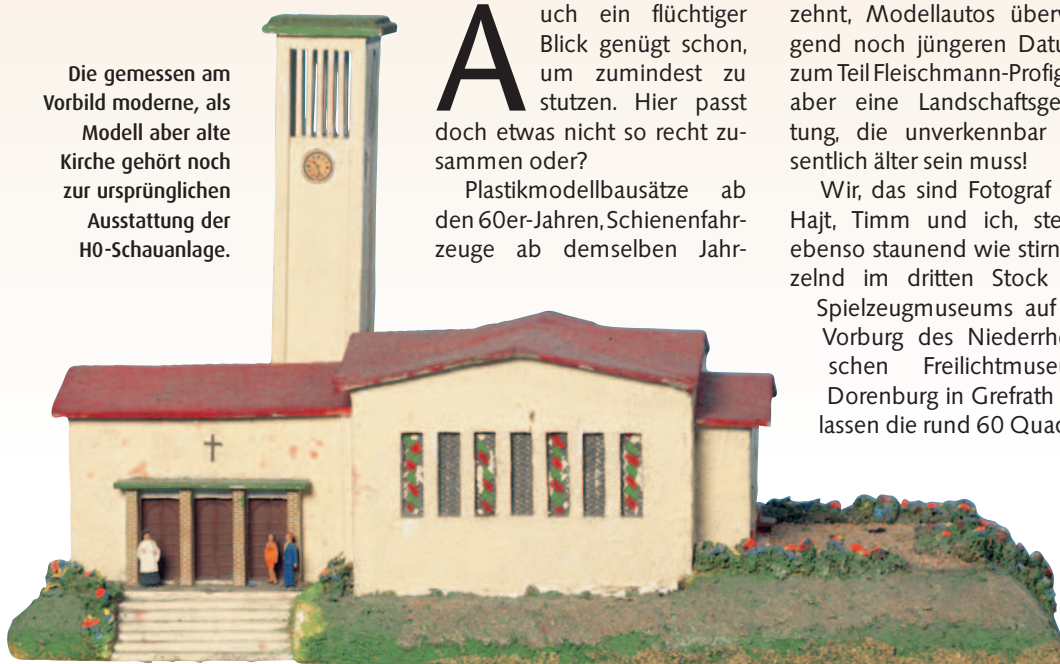 Die gemessen am
Vorbild moderne, als
Modell aber alte
Kirche gehört noch
zur ursprünglichen
Ausstattung der
H0-Schauanlage.
Auch ein flüchtiger
Blick genügt schon,
um zumindest zu
stutzen. Hier passt
doch etwas nicht so recht zu-
sammen oder?
Plastikmodellbausätze ab
den 60er-Jahren, Schienenfahr-
zeuge ab demselben Jahr-
zehnt, Modellautos überw
gend noch jüngeren Datu
zum Teil Fleischmann-Profig
aber eine Landschaftsge
tung, die unverkennbar
sentlich älter sein muss!
Wir, das sind Fotograf
Hajt, Timm und ich, ste
ebenso staunend wie stirn
zelnd im dritten Stock
Spielzeugmuseums auf
Vorburg des Niederrhe
schen Freilichtmuseu
Dorenburg in Grefrath
lassen die rund 60 Quad